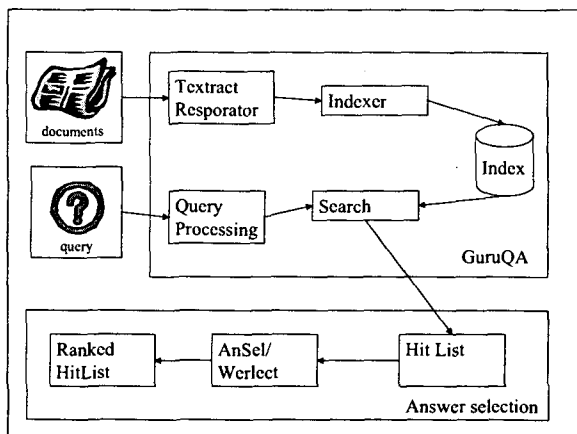 documents
Textract
Resporator
Indexer
Index
query
Query
Processing
Search
GuruQA
Ranked
HitList
AnSel/
Werlect
Hit List
Answer selection